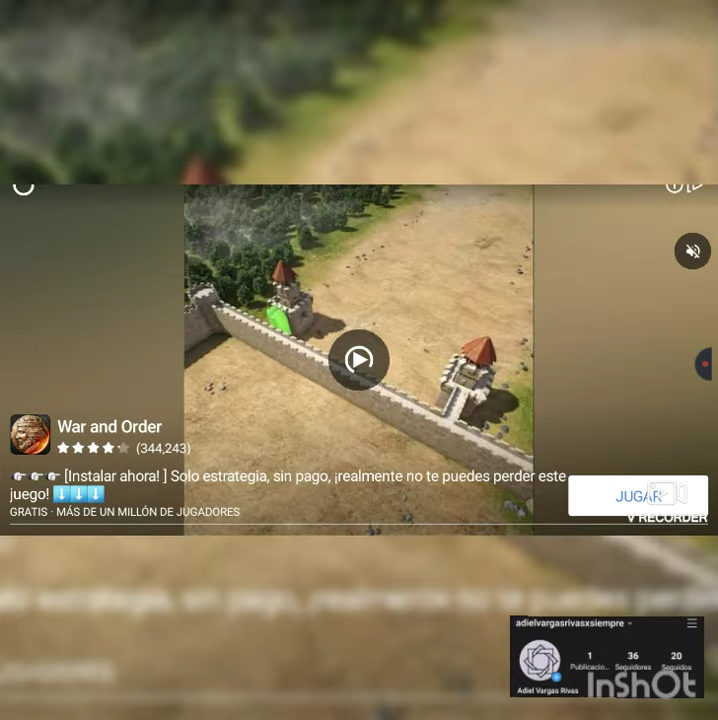 War and Order
(344,243)
[Instalar ahora! ] Solo estrategia, sin pago, ¡realmente no te puedes perder este
juego!
GRATIS · MÁS DE UN MILLÓN DE JUGADORES
JUGAR
V RECORDER
adielvargasrivasxsiempre
1 36 20
Publicacio... Seguidores Seguidos
Adiel Vargas Rivas
InShOt